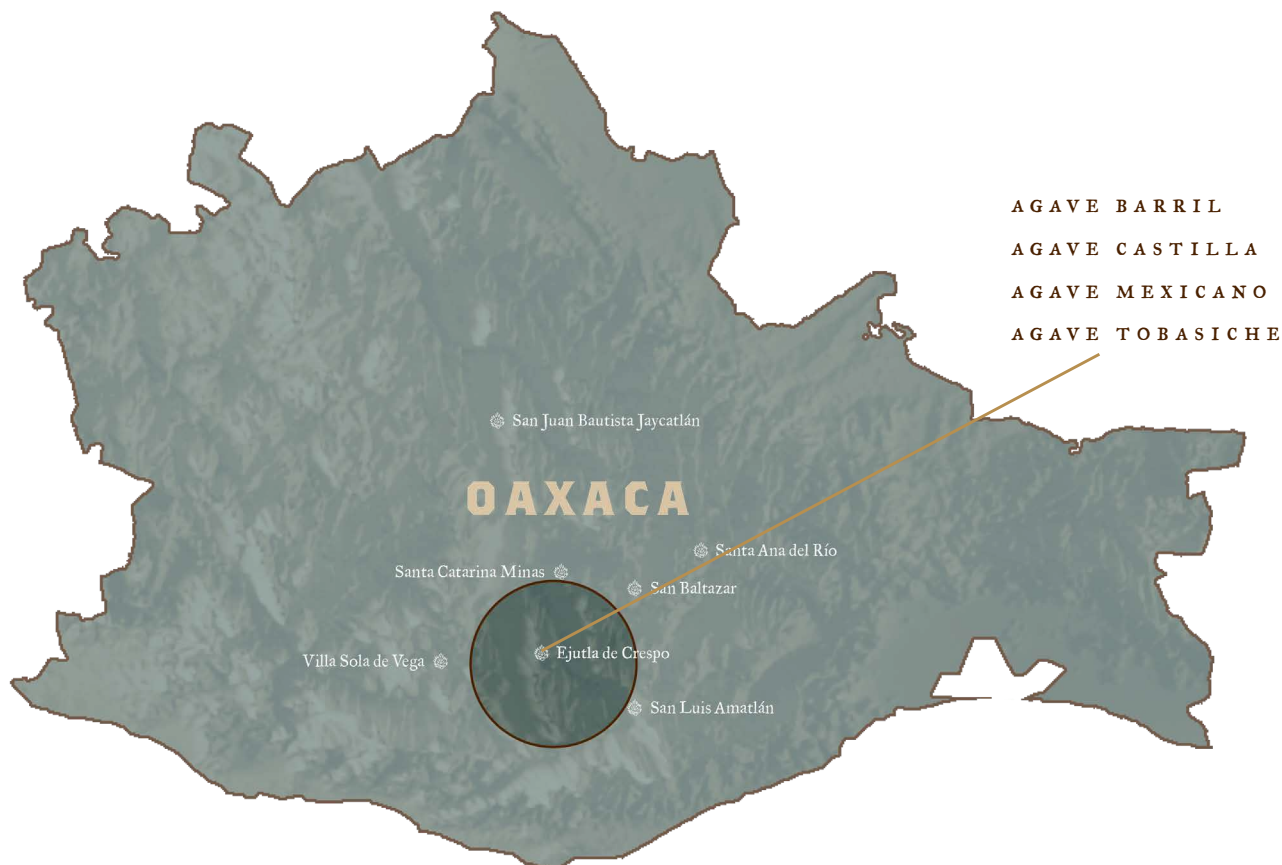 AGAVE BARRIL
AGAVE CASTILLA
AGAVE MEXICANO
AGAVE TOBASICHE
San Juan Bautista Jaycatlán
OAXACA
Santa Ana del Río
Santa Catarina Minas
San Baltazar
Ejutla de Crespo
Villa Sola de Vega
San Luis Amatlán